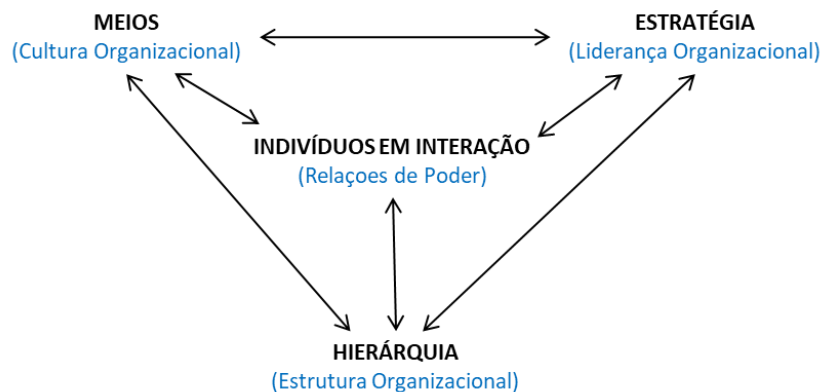 MEIOS
(Cultura Organizacional)
ESTRATÉGIA
(Liderança Organizacional)
INDIVÍDUOS EM INTERAÇÃO
(Relaçoes de Poder)
HIERÁRQUIA
(Estrutura Organizacional)